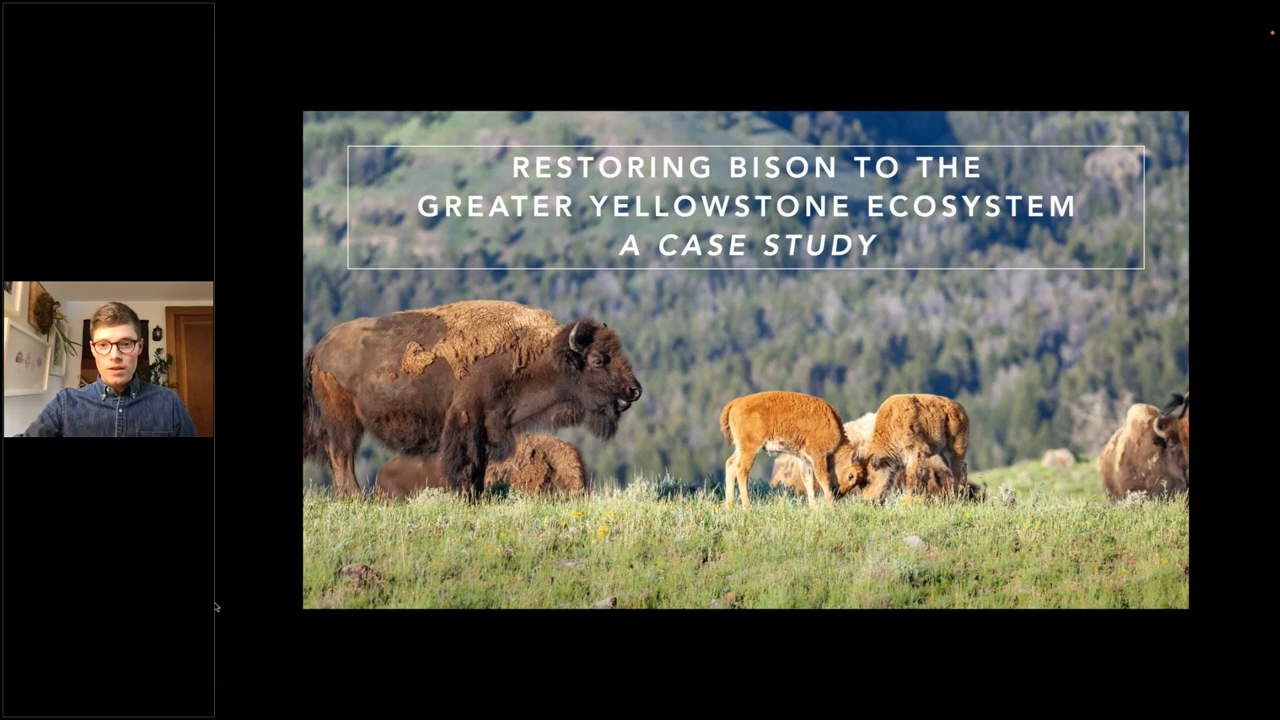 RESTORING BISON TO THE
GREATER YELLOWSTONE ECOSYSTEM
A CASE STUDY